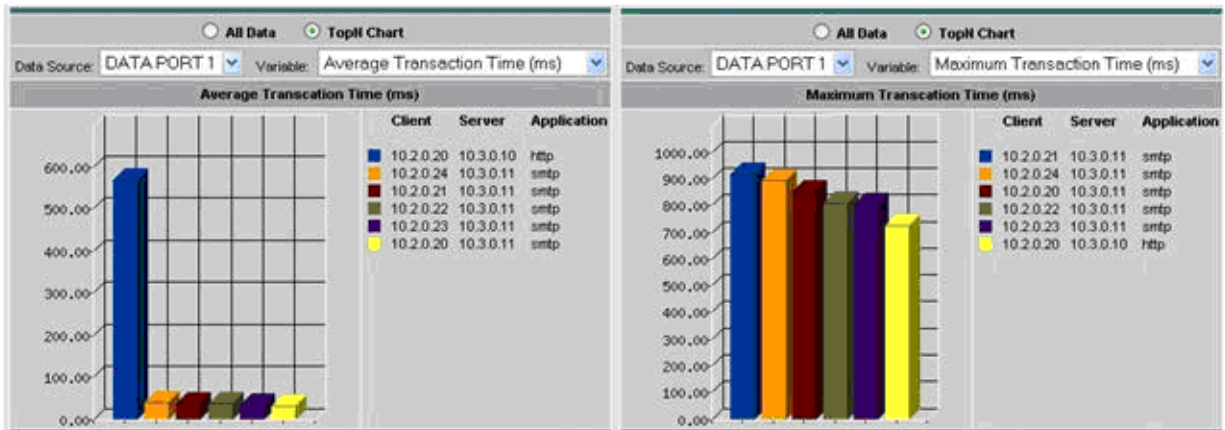 All Data TopN Chart
Data Source: DATA PORT 1 Variable: Average Transaction Time (ms)
Average Transcation Time (ms)
Client Server Application
10.2.0.20 10.3.0.10 http
10.2.0.24 10.3.0.11 smtp
10.2.0.21 10.3.0.11 smtp
10.2.0.22 10.3.0.11 smtp
10.2.0.23 10.3.0.11 smtp
10.2.0.20 10.3.0.11 smtp
600.00
500.00
400.00
300.00
200.00
100.00
0.00
All Data TopN Chart
Data Source: DATA PORT 1 Variable: Maximum Transaction Time (ms)
Maximum Transcation Time (ms)
Client Server Application
10.2.0.21 10.3.0.11 smtp
10.2.0.24 10.3.0.11 smtp
10.2.0.20 10.3.0.11 smtp
10.2.0.22 10.3.0.11 smtp
10.2.0.23 10.3.0.11 smtp
10.2.0.20 10.3.0.10 http
1000.00
900.00
800.00
700.00
600.00
500.00
400.00
300.00
200.00
100.00
0.00